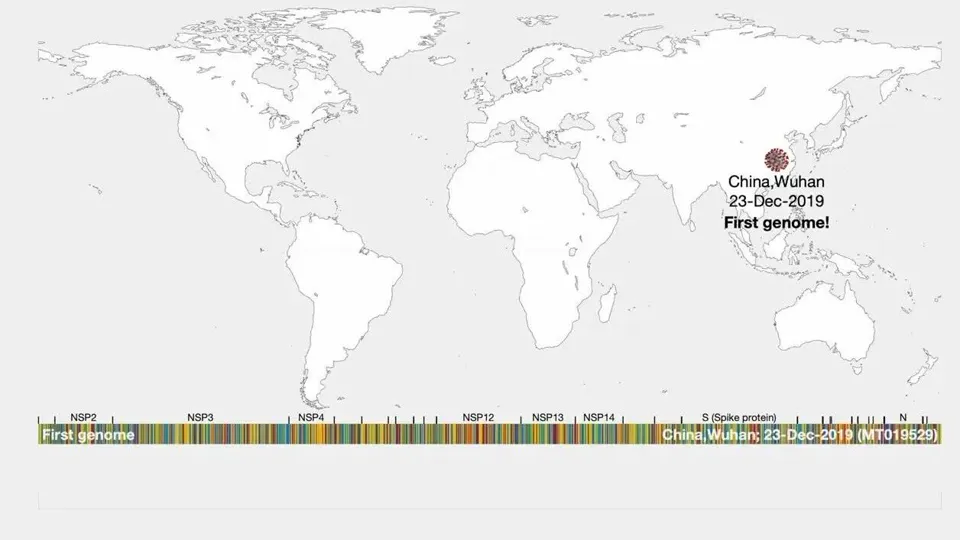 China,Wuhan
23-Dec-2019
First genome!
NSP2 NSP3 NSP4 NSP12 NSP13 NSP14 S (Spike protein) N
First genome China,Wuhan; 23-Dec-2019 (MT019529)